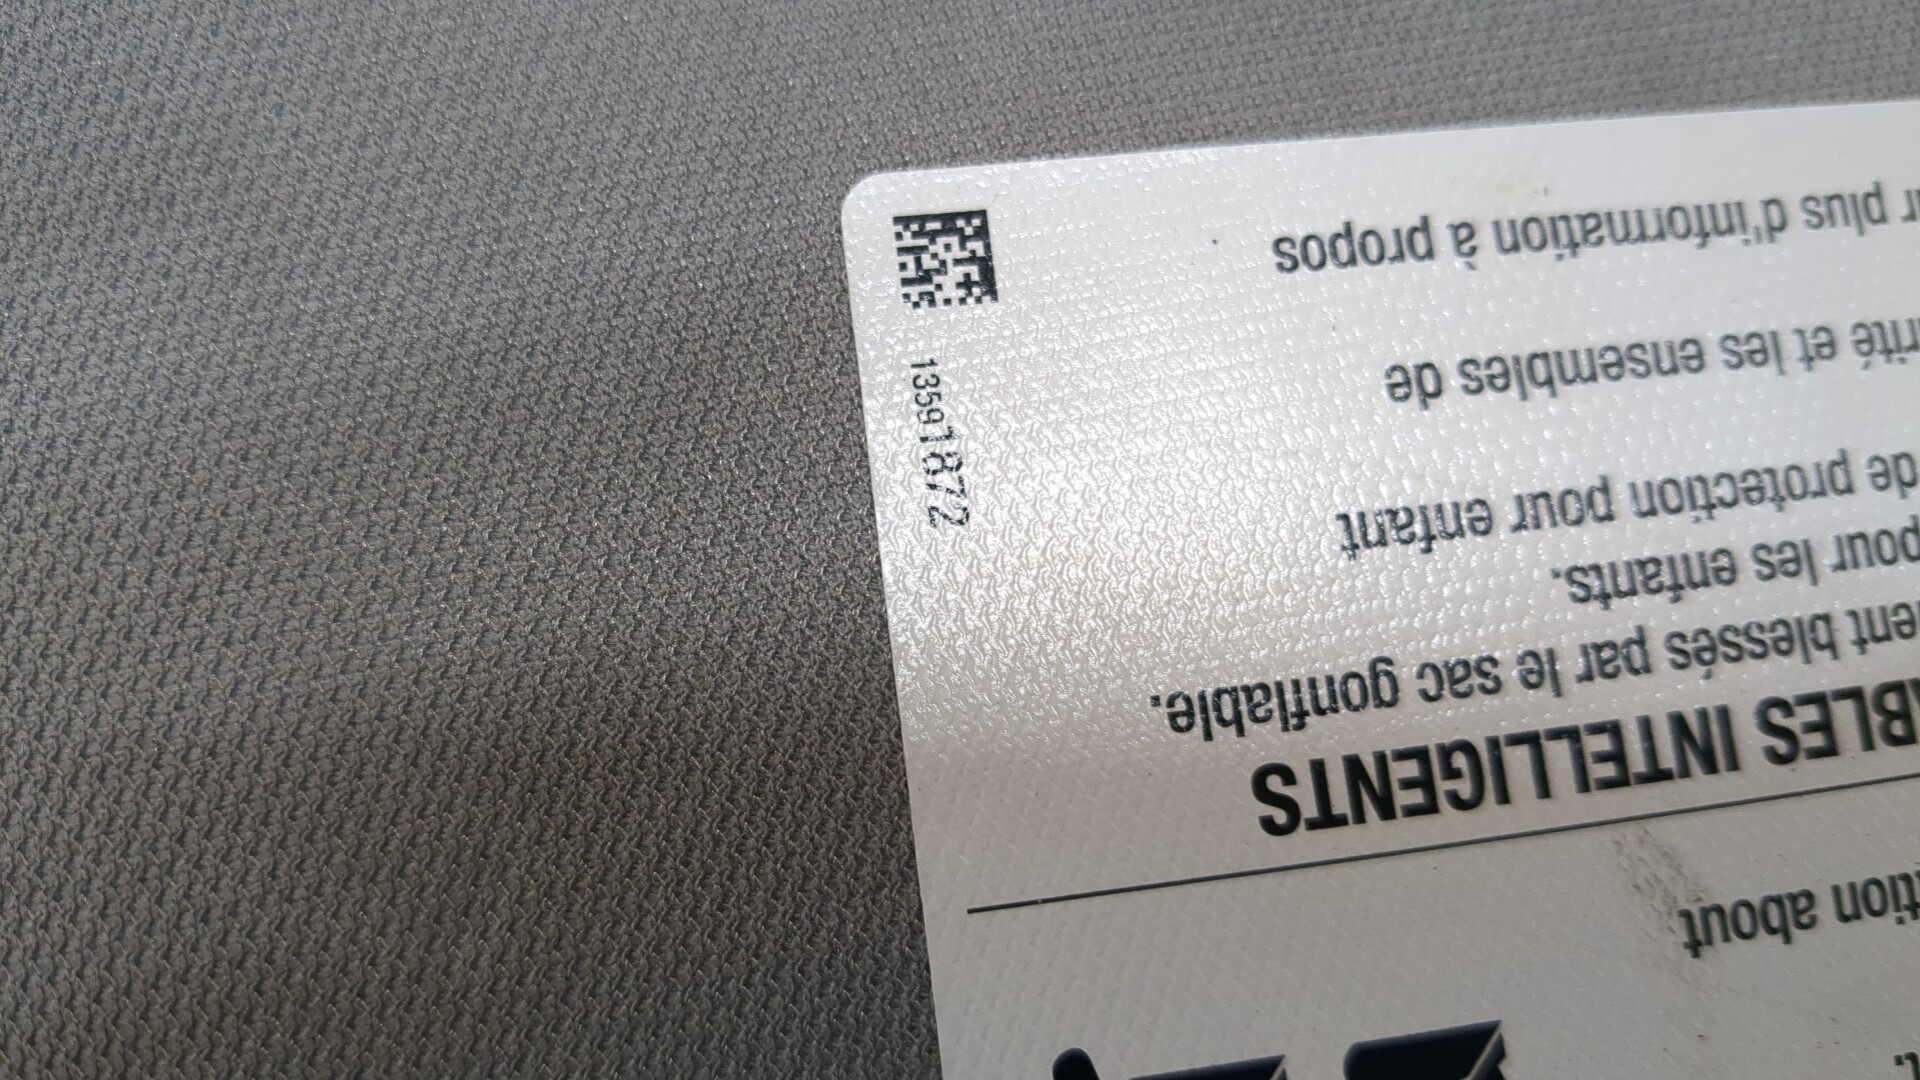 tion about
BLES INTELLIGENTS
ent blessés par le sac gonflable.
pour les enfants.
de protection pour enfant
rité et les ensembles de
r plus d'information à propos
13591872